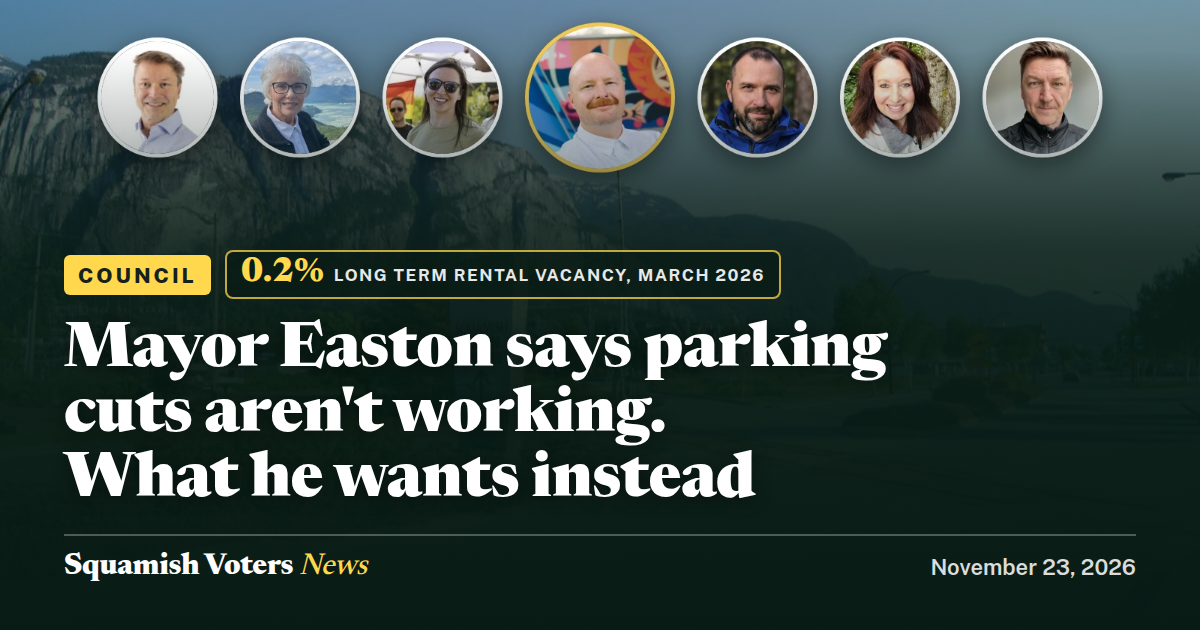 COUNCIL
0.2% LONG TERM RENTAL VACANCY, MARCH 2026
Mayor Easton says parking
cuts aren't working.
What he wants instead
Squamish Voters News
November 23, 2026